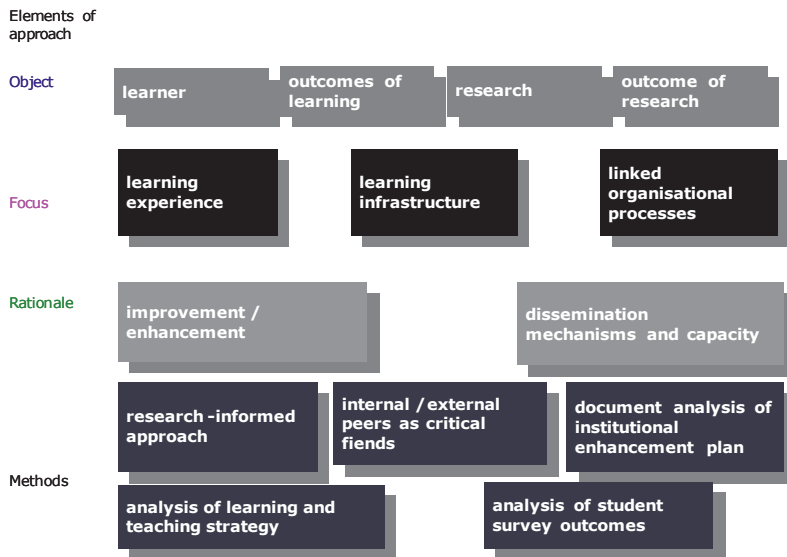 Elements of
approach
Object
learner
outcomes of
learning
research
outcome of
research
Focus
learning
experience
learning
infrastructure
linked
organisational
processes
Rationale
improvement /
enhancement
dissemination
mechanisms and capacity
Methods
research -informed
approach
internal /external
peers as critical
fiends
document analysis of
institutional
enhancement plan
analysis of learning and
teaching strategy
analysis of student
survey outcomes